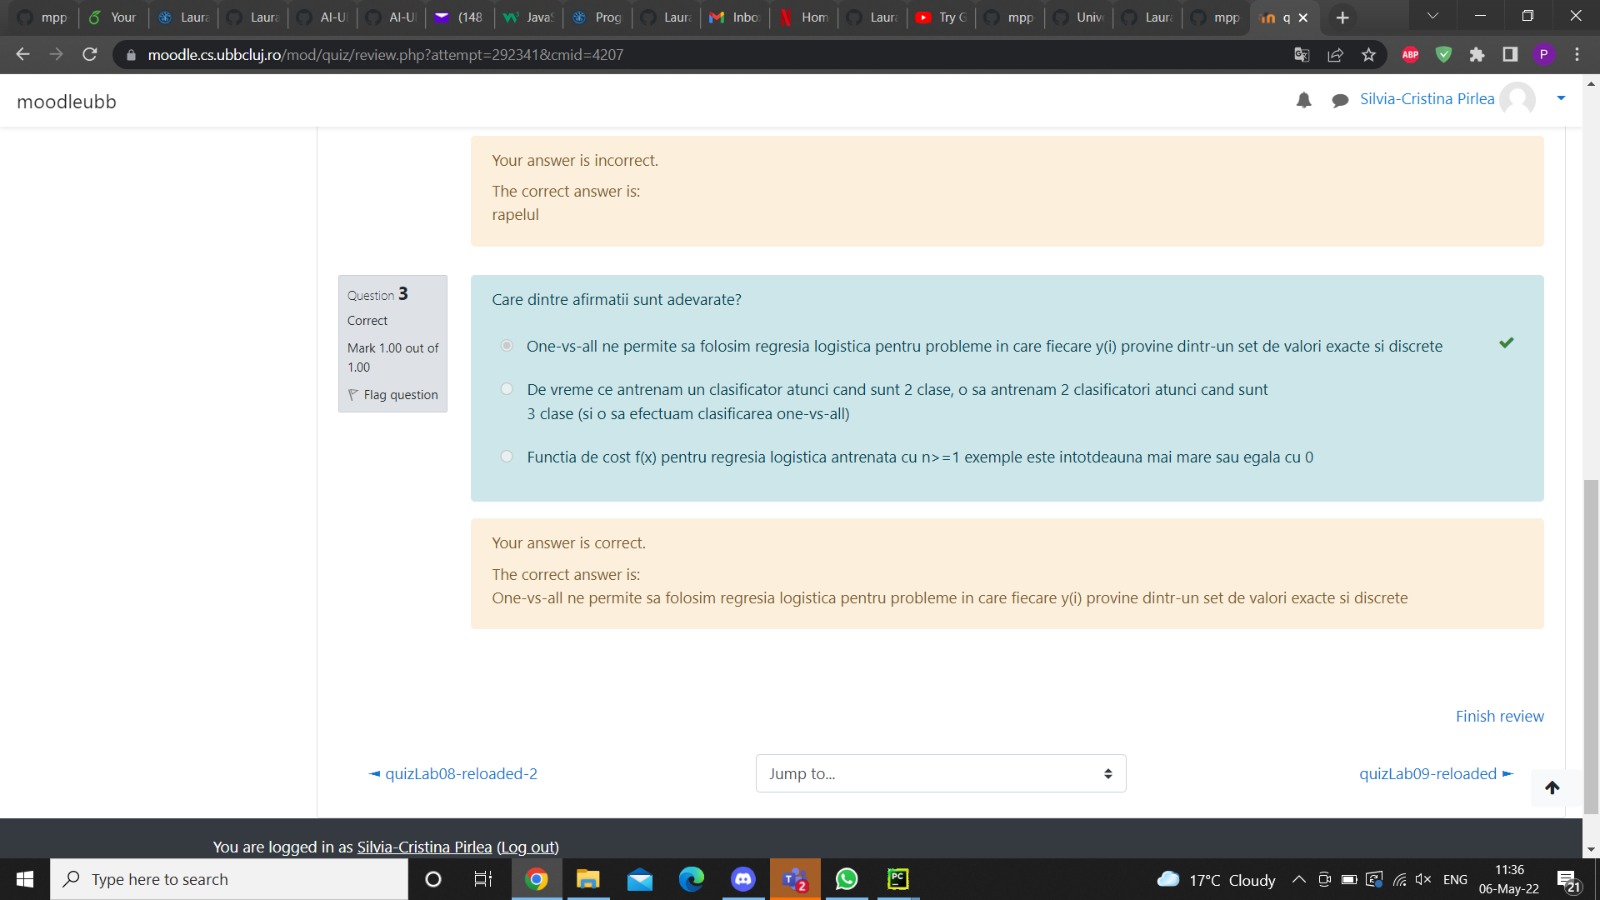 mpp
Your
Laura
Laura
AI-U
AI-U
(148
Java
Prog
Laura
Inbo
Hom
Laura
Try G
mpp
Univ
Laura
mpp
q
moodle.cs.ubbcluj.ro/mod/quiz/review.php?attempt=292341&cmid=4207
ABP
P
moodleubb
Silvia-Cristina Pirlea
Your answer is incorrect.
The correct answer is:
rapelul
Question 3
Correct
Mark 1.00 out of
1.00
Flag question
Care dintre afirmatii sunt adevarate?
One-vs-all ne permite sa folosim regresia logistica pentru probleme in care fiecare y(i) provine dintr-un set de valori exacte si discrete
De vreme ce antrenam un clasificator atunci cand sunt 2 clase, o sa antrenam 2 clasificatori atunci cand sunt
3 clase (si o sa efectuam clasificarea one-vs-all)
Functia de cost f(x) pentru regresia logistica antrenata cu n>=1 exemple este intotdeauna mai mare sau egala cu 0
Your answer is correct.
The correct answer is:
One-vs-all ne permite sa folosim regresia logistica pentru probleme in care fiecare y(i) provine dintr-un set de valori exacte si discrete
Finish review
◄ quizLab08-reloaded-2
Jump to...
quizLab09-reloaded ►
You are logged in as Silvia-Cristina Pirlea (Log out)
Type here to search
2
PC
17°C Cloudy
ENG
11:36
06-May-22
21